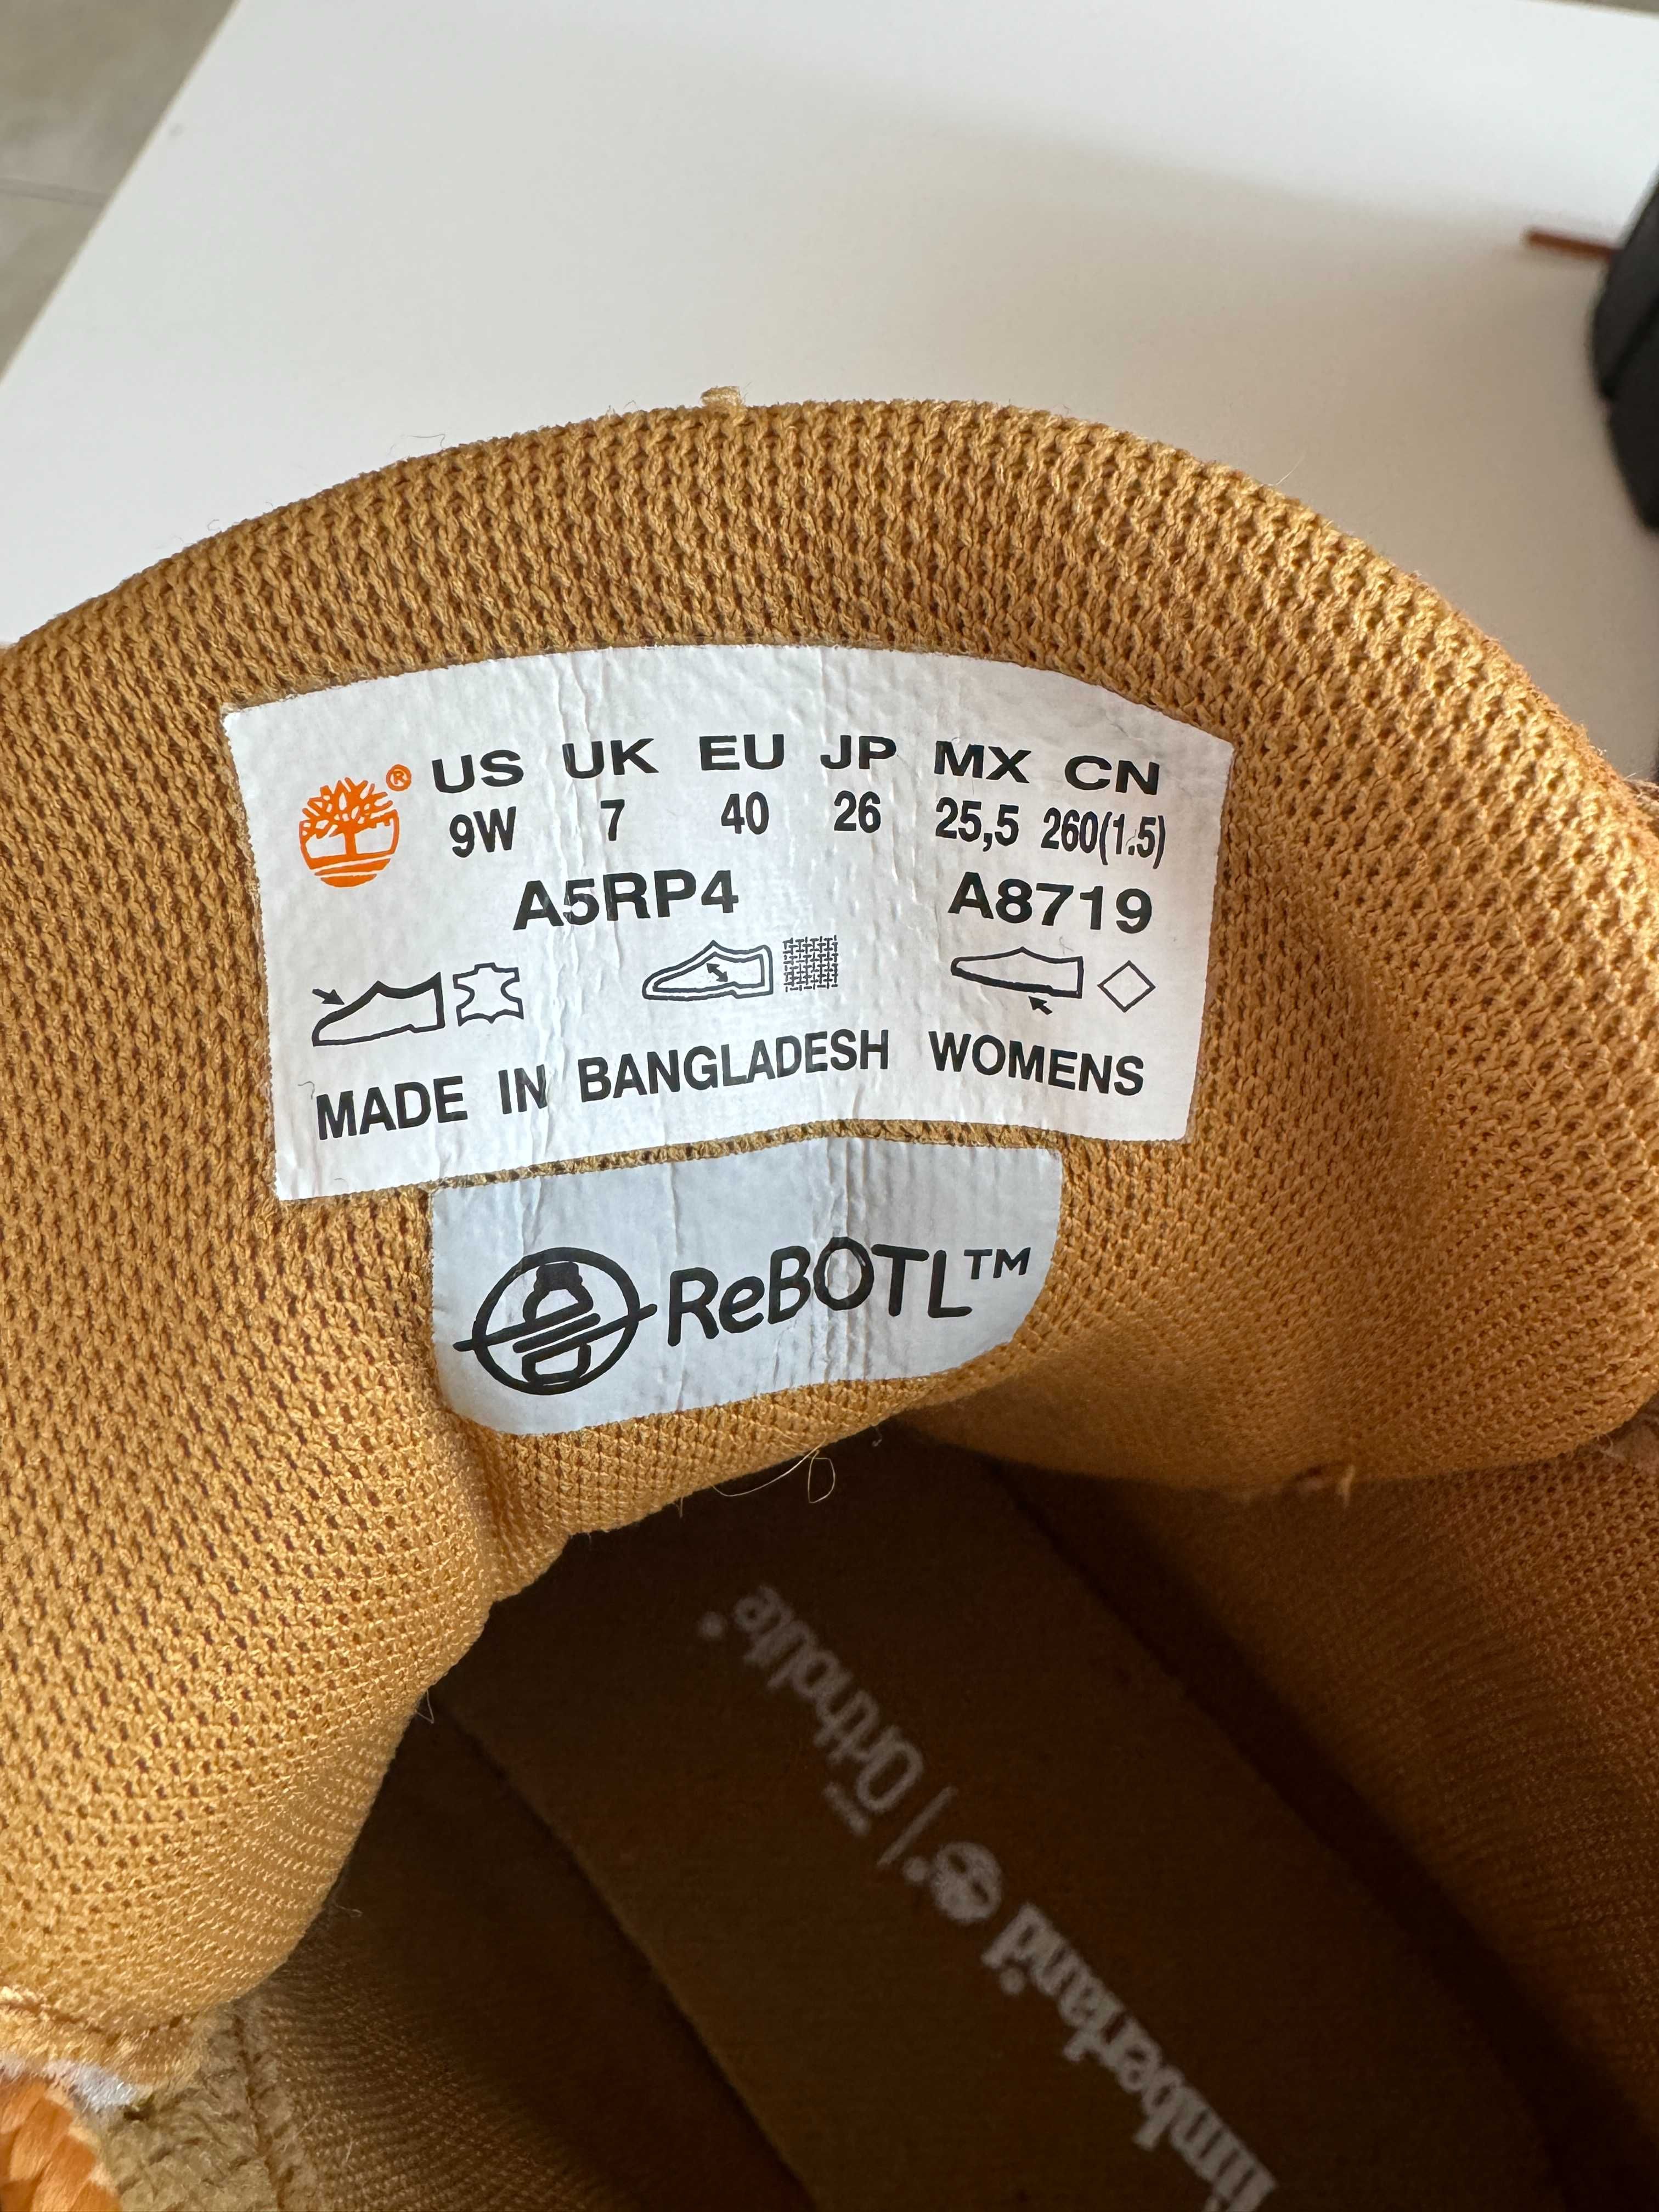 ® US UK EU JP MX CN
9W 7 40 26 25,5 260(1.5)
A5RP4 A8719
MADE IN BANGLADESH WOMENS
ReBOTL™
Timberland ® | Ortholite®